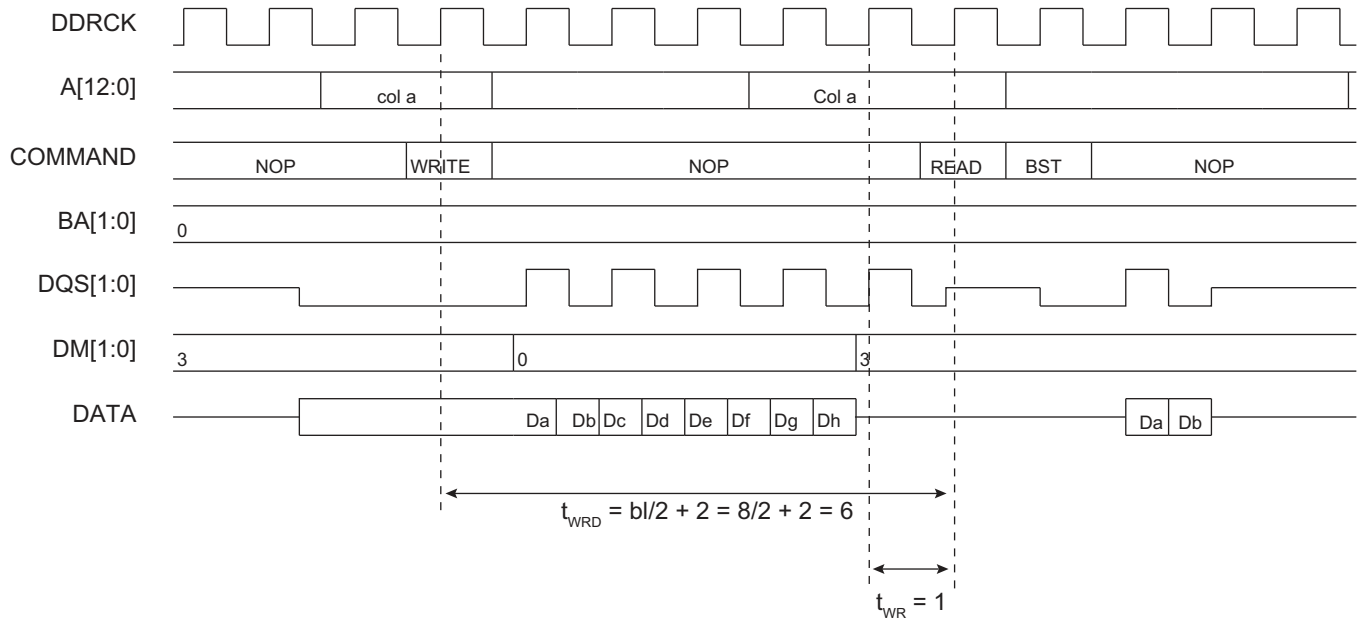 DDRCK
A[12:0] col a Col a
COMMAND NOP WRITE NOP READ BST NOP
BA[1:0] 0
DQS[1:0]
DM[1:0] 3 0 3
DATA Da Db Dc Dd De Df Dg Dh Da Db
tWRD = bl/2 + 2 = 8/2 + 2 = 6
tWR = 1